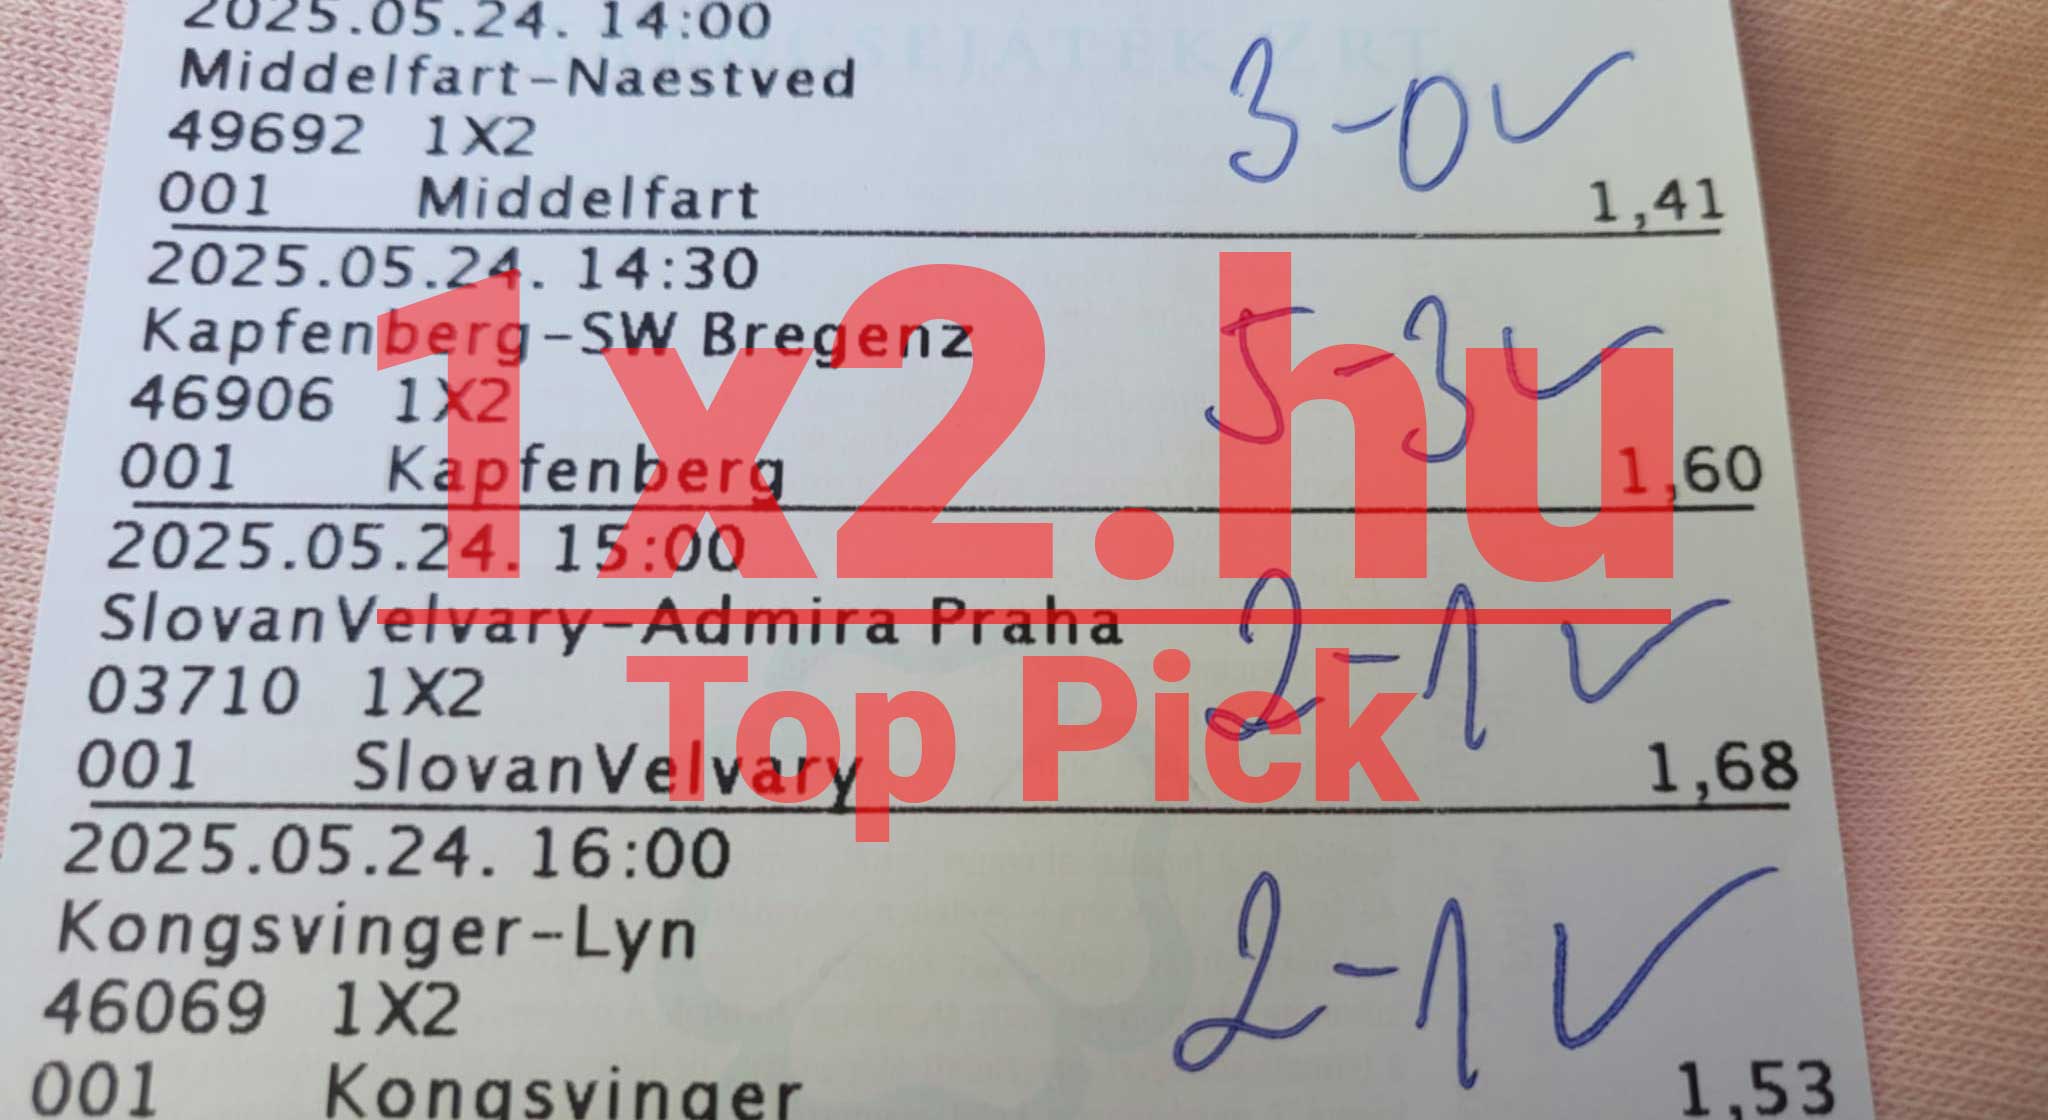 2025.05.24. 14:00
Middelfart-Naestved
3-0 ✓
49692 1X2
001 Middelfart 1,41
2025.05.24. 14:30
Kapfenberg-SW Bregenz
5-3 ✓
46906 1X2
001 Kapfenberg 1,60
1x2.hu
2025.05.24. 15:00
SlovanVelvary-Admira Praha
2-1 ✓
03710 1X2
Top Pick
001 SlovanVelvary 1,68
2025.05.24. 16:00
Kongsvinger-Lyn
2-1 ✓
46069 1X2
001 Kongsvinger 1,53